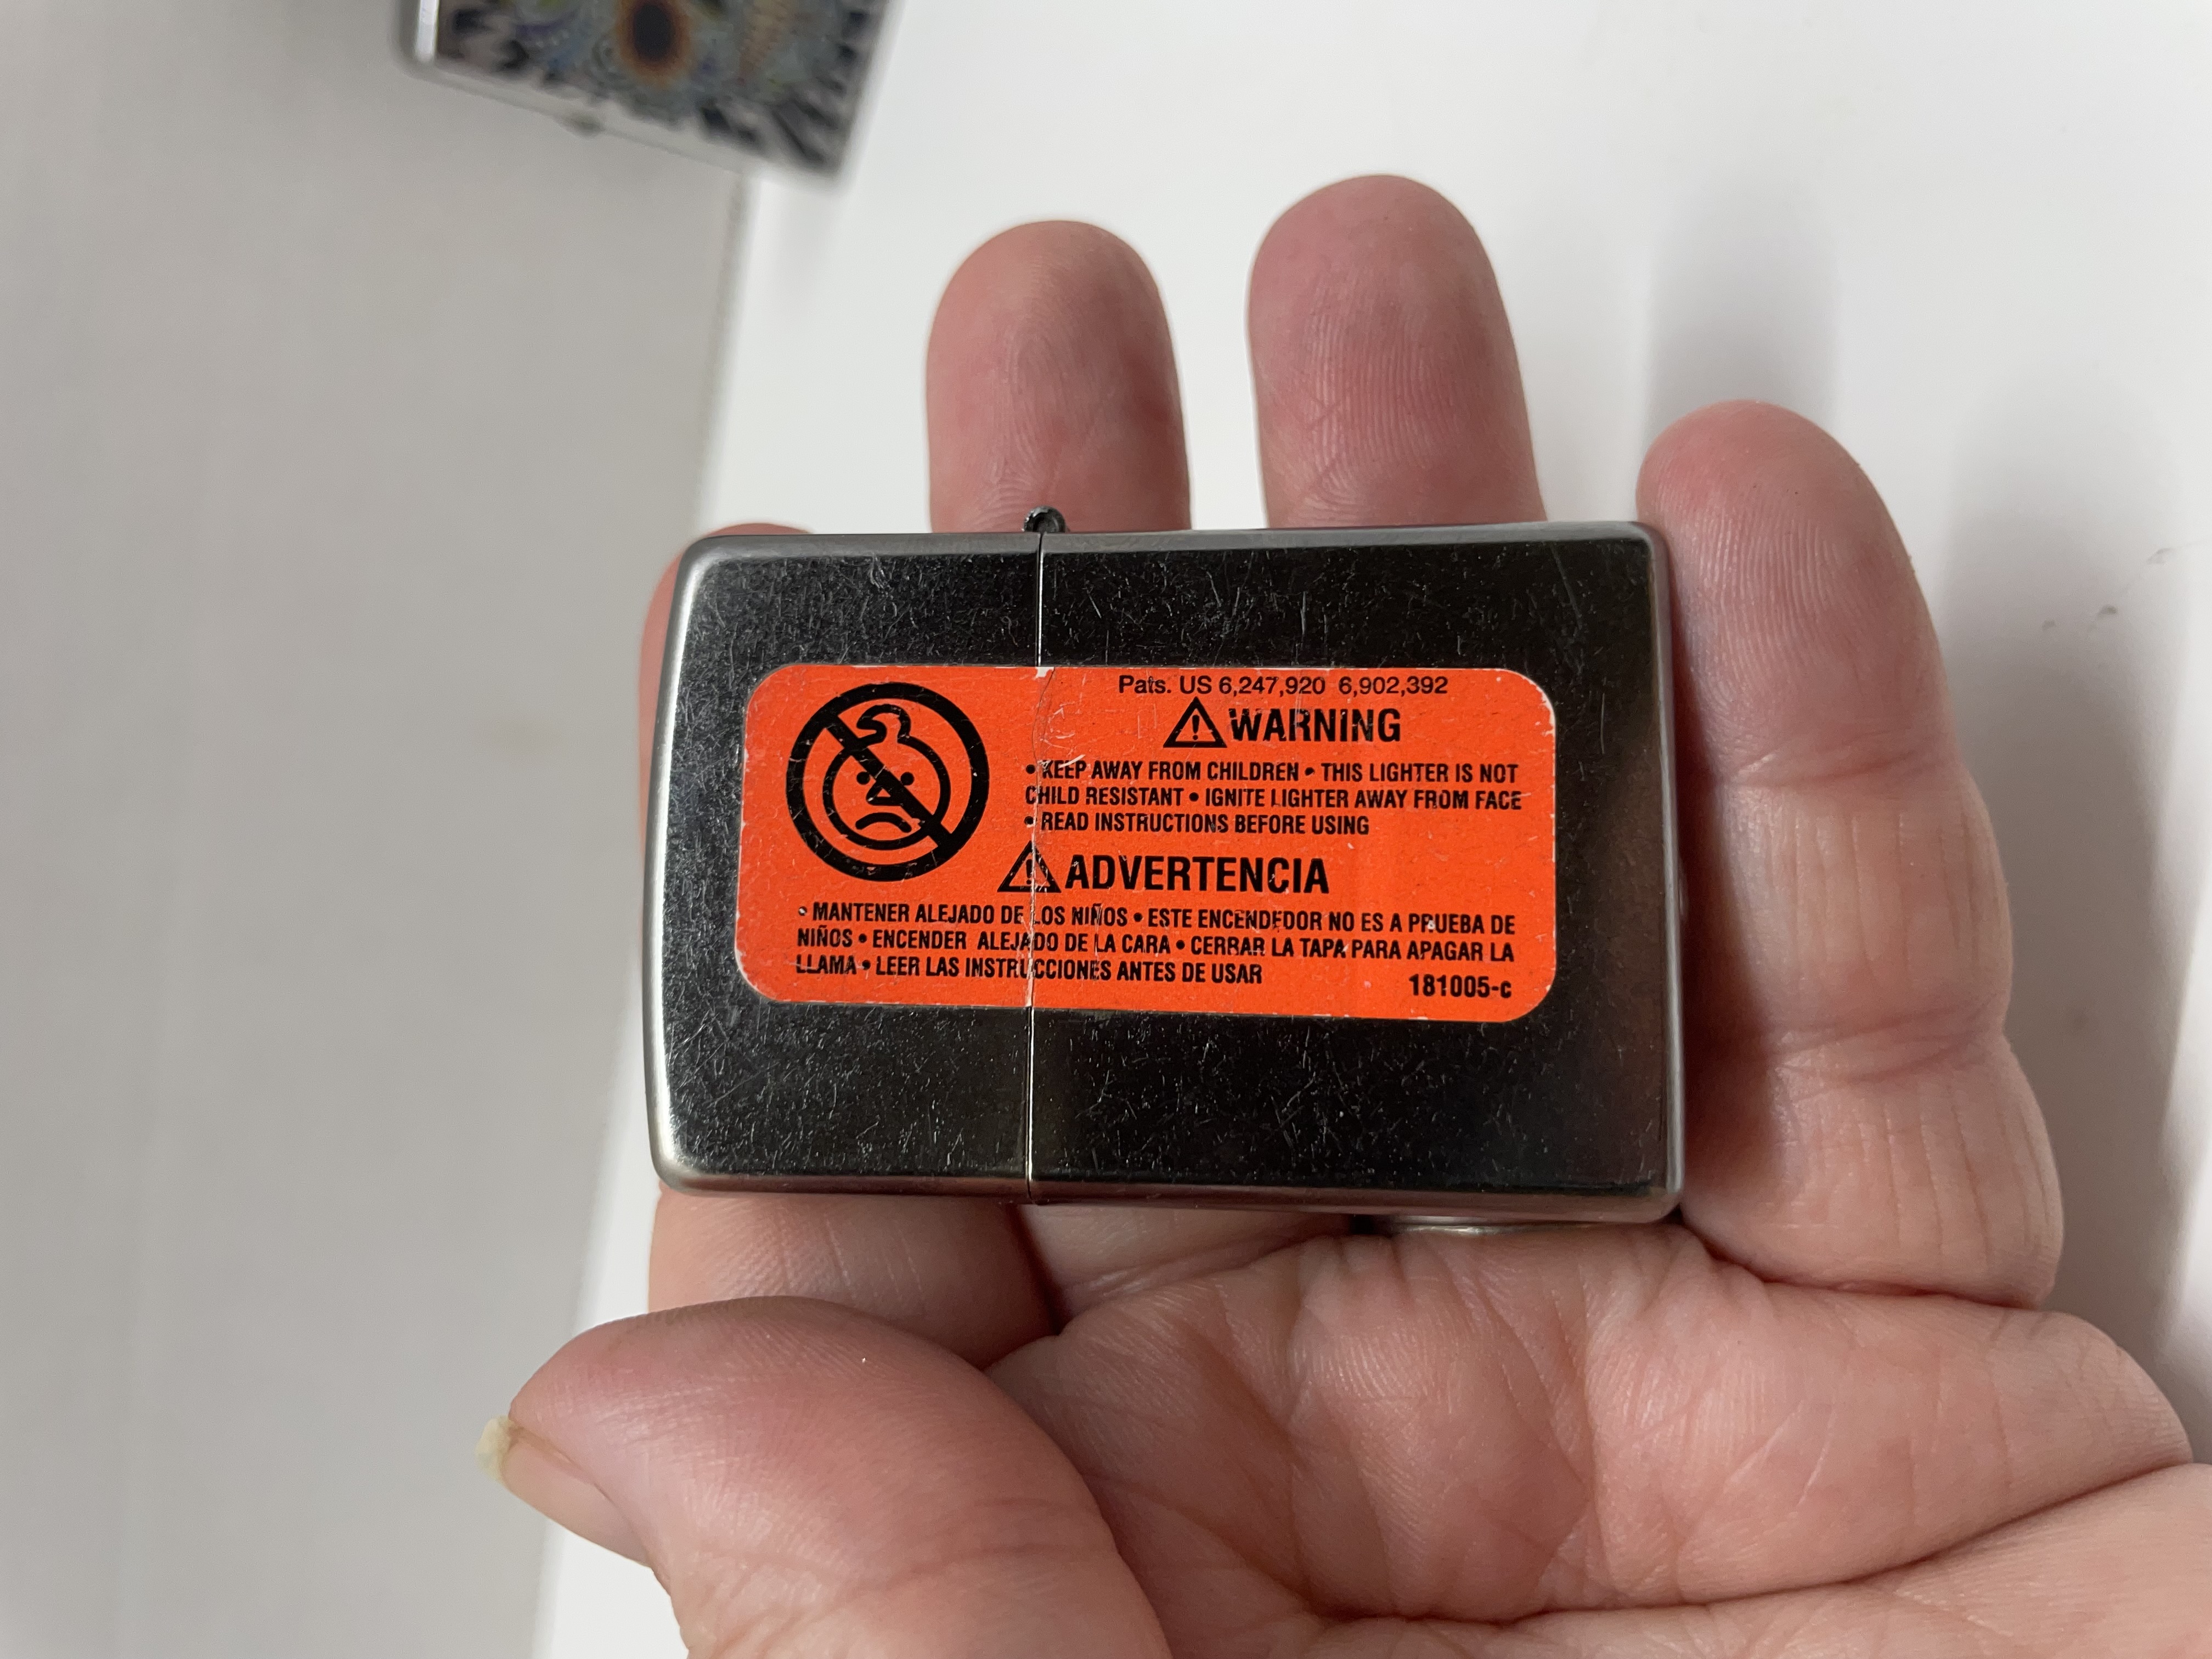 Pats. US 6,247,920 6,902,392
⚠WARNING
• KEEP AWAY FROM CHILDREN • THIS LIGHTER IS NOT
CHILD RESISTANT • IGNITE LIGHTER AWAY FROM FACE
• READ INSTRUCTIONS BEFORE USING
⚠ADVERTENCIA
• MANTENER ALEJADO DE LOS NIÑOS • ESTE ENCENDEDOR NO ES A PRUEBA DE
NIÑOS • ENCENDER ALEJADO DE LA CARA • CERRAR LA TAPA PARA APAGAR LA
LLAMA • LEER LAS INSTRUCCIONES ANTES DE USAR
181005-c